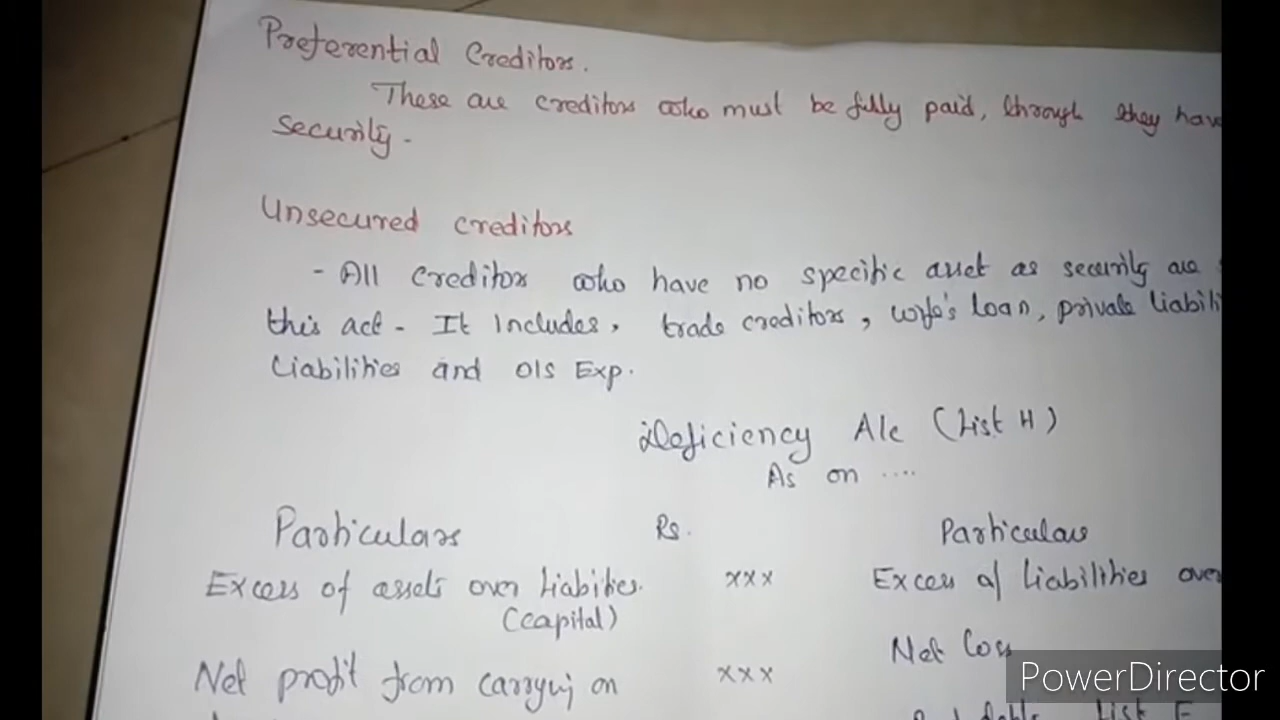 Preferential Creditors.
These are creditors who must be fully paid, through they have
security.
Unsecured creditors
- All creditors who have no specific asset as security are
this act - It includes, trade creditors, wife's loan, private liabili
Liabilities and O/S Exp.
Deficiency A/c (List H)
As on ....
Particulars Rs. Particulars
Excess of assets over Liabities. xxx Excess of Liabilities over
(capital)
Net profit from carrying on xxx Net Loss
List E
PowerDirector